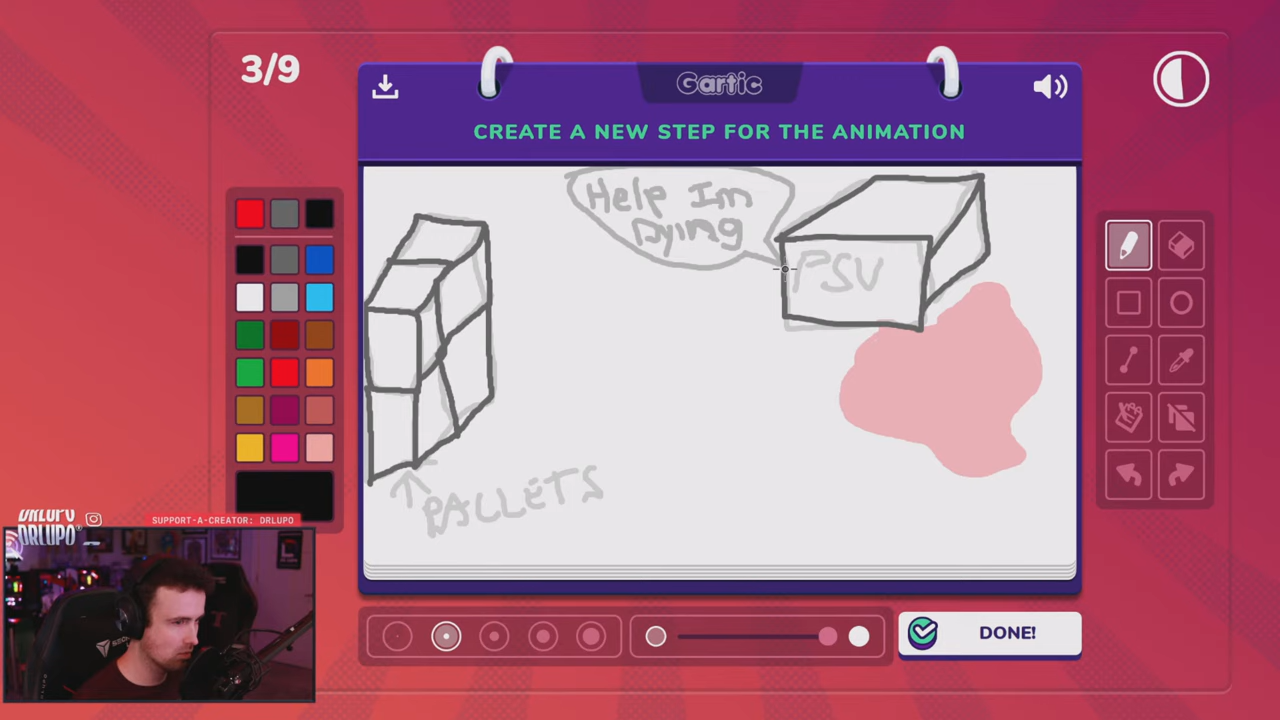 3/9
Gartic
CREATE A NEW STEP FOR THE ANIMATION
Help Im
Dying
PSV
PALLETS
DRLUPO
DRLUPO
SUPPORT-A-CREATOR: DRLUPO
DONE!